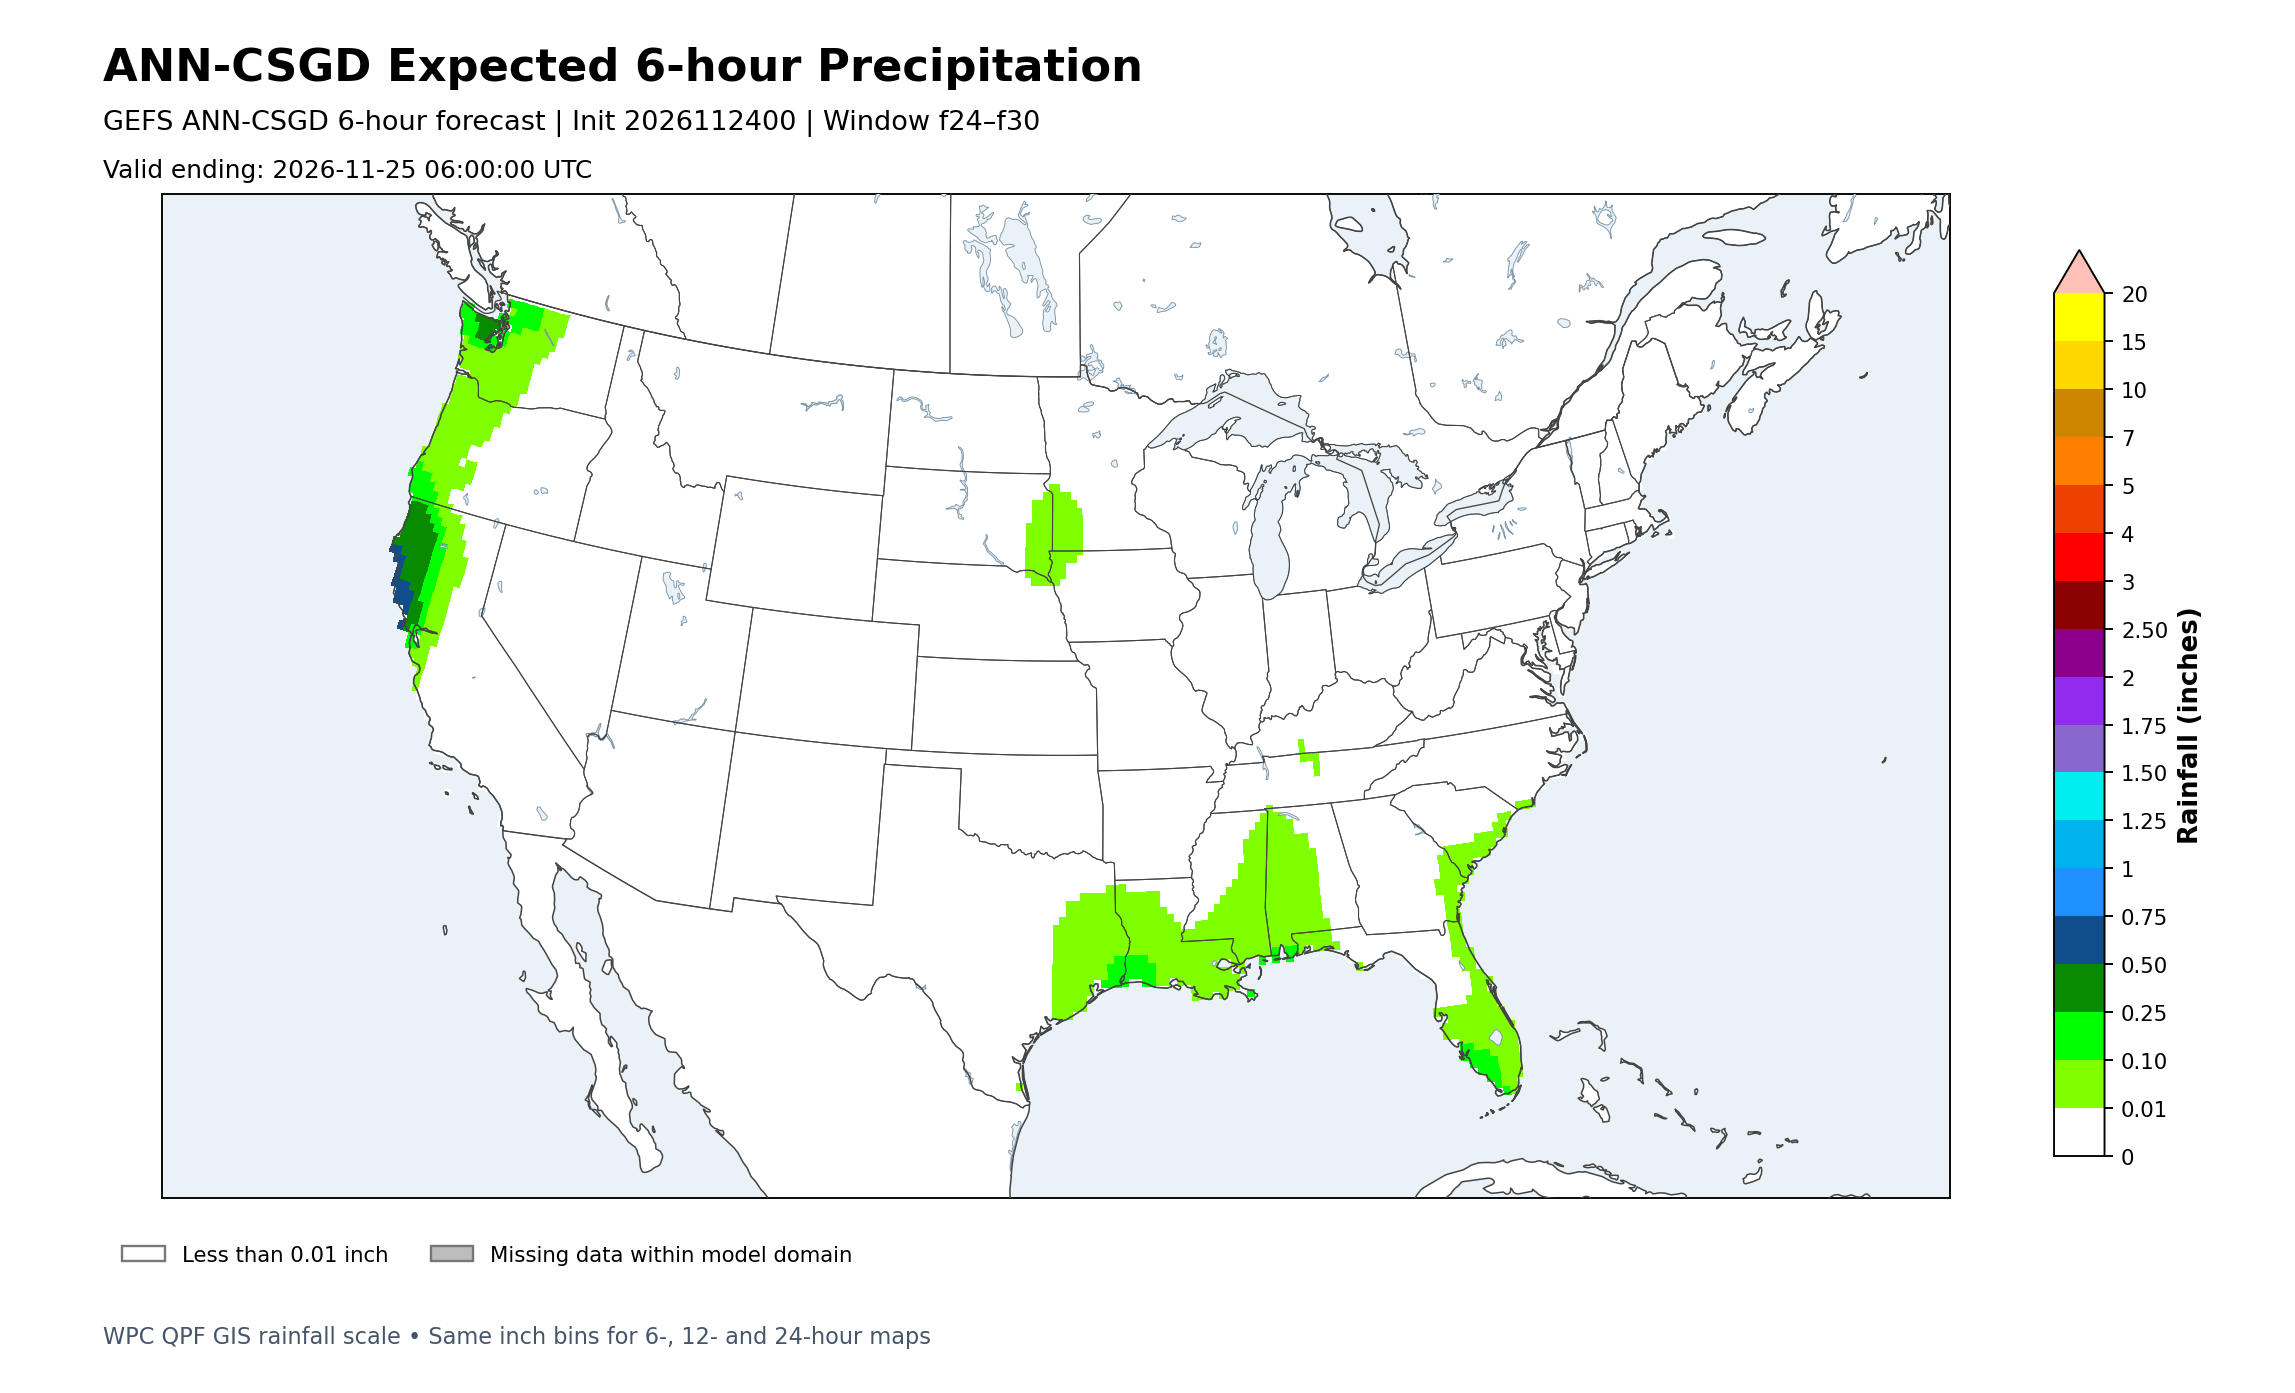 ANN-CSGD Expected 6-hour Precipitation
GEFS ANN-CSGD 6-hour forecast | Init 2026112400 | Window f24–f30
Valid ending: 2026-11-25 06:00:00 UTC
20
15
10
7
5
4
3
2.50
2
1.75
1.50
1.25
1
0.75
0.50
0.25
0.10
0.01
0
Rainfall (inches)
Less than 0.01 inch
Missing data within model domain
WPC QPF GIS rainfall scale • Same inch bins for 6-, 12- and 24-hour maps